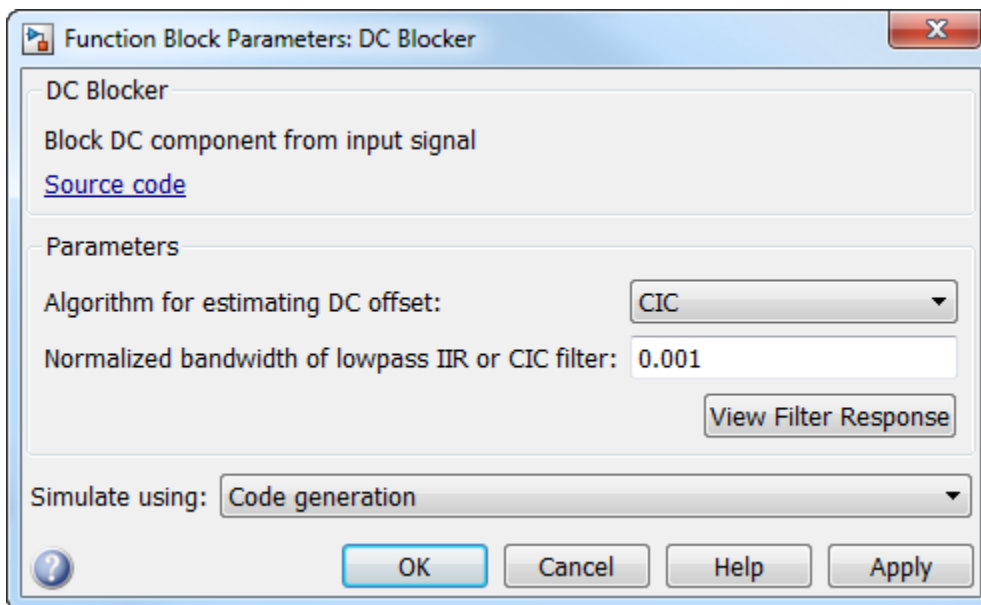 Function Block Parameters: DC Blocker
DC Blocker
Block DC component from input signal
Source code
Parameters
Algorithm for estimating DC offset: CIC
Normalized bandwidth of lowpass IIR or CIC filter: 0.001
View Filter Response
Simulate using: Code generation
? OK Cancel Help Apply